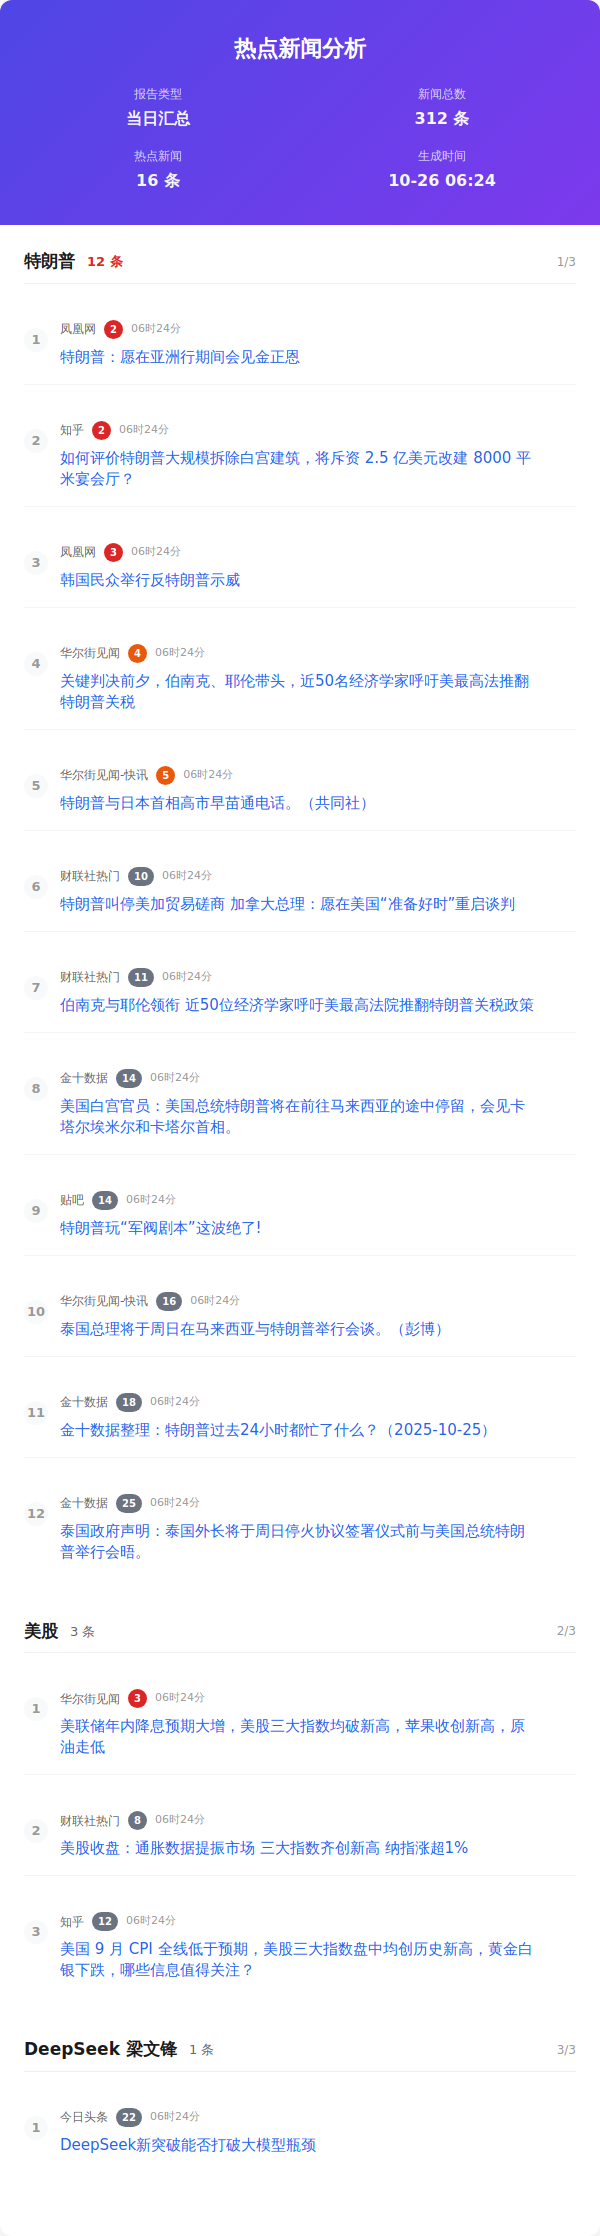 热点新闻分析
报告类型
当日汇总
新闻总数
312 条
热点新闻
16 条
生成时间
10-26 06:24
特朗普 12 条 1/3
1 凤凰网 2 06时24分
特朗普：愿在亚洲行期间会见金正恩
2 知乎 2 06时24分
如何评价特朗普大规模拆除白宫建筑，将斥资 2.5 亿美元改建 8000 平
米宴会厅？
3 凤凰网 3 06时24分
韩国民众举行反特朗普示威
4 华尔街见闻 4 06时24分
关键判决前夕，伯南克、耶伦带头，近50名经济学家呼吁美最高法推翻
特朗普关税
5 华尔街见闻-快讯 5 06时24分
特朗普与日本首相高市早苗通电话。（共同社）
6 财联社热门 10 06时24分
特朗普叫停美加贸易磋商 加拿大总理：愿在美国“准备好时”重启谈判
7 财联社热门 11 06时24分
伯南克与耶伦领衔 近50位经济学家呼吁美最高法院推翻特朗普关税政策
8 金十数据 14 06时24分
美国白宫官员：美国总统特朗普将在前往马来西亚的途中停留，会见卡
塔尔埃米尔和卡塔尔首相。
9 贴吧 14 06时24分
特朗普玩“军阀剧本”这波绝了!
10 华尔街见闻-快讯 16 06时24分
泰国总理将于周日在马来西亚与特朗普举行会谈。（彭博）
11 金十数据 18 06时24分
金十数据整理：特朗普过去24小时都忙了什么？（2025-10-25）
12 金十数据 25 06时24分
泰国政府声明：泰国外长将于周日停火协议签署仪式前与美国总统特朗
普举行会晤。
美股 3 条 2/3
1 华尔街见闻 3 06时24分
美联储年内降息预期大增，美股三大指数均破新高，苹果收创新高，原
油走低
2 财联社热门 8 06时24分
美股收盘：通胀数据提振市场 三大指数齐创新高 纳指涨超1%
3 知乎 12 06时24分
美国 9 月 CPI 全线低于预期，美股三大指数盘中均创历史新高，黄金白
银下跌，哪些信息值得关注？
DeepSeek 梁文锋 1 条 3/3
1 今日头条 22 06时24分
DeepSeek新突破能否打破大模型瓶颈